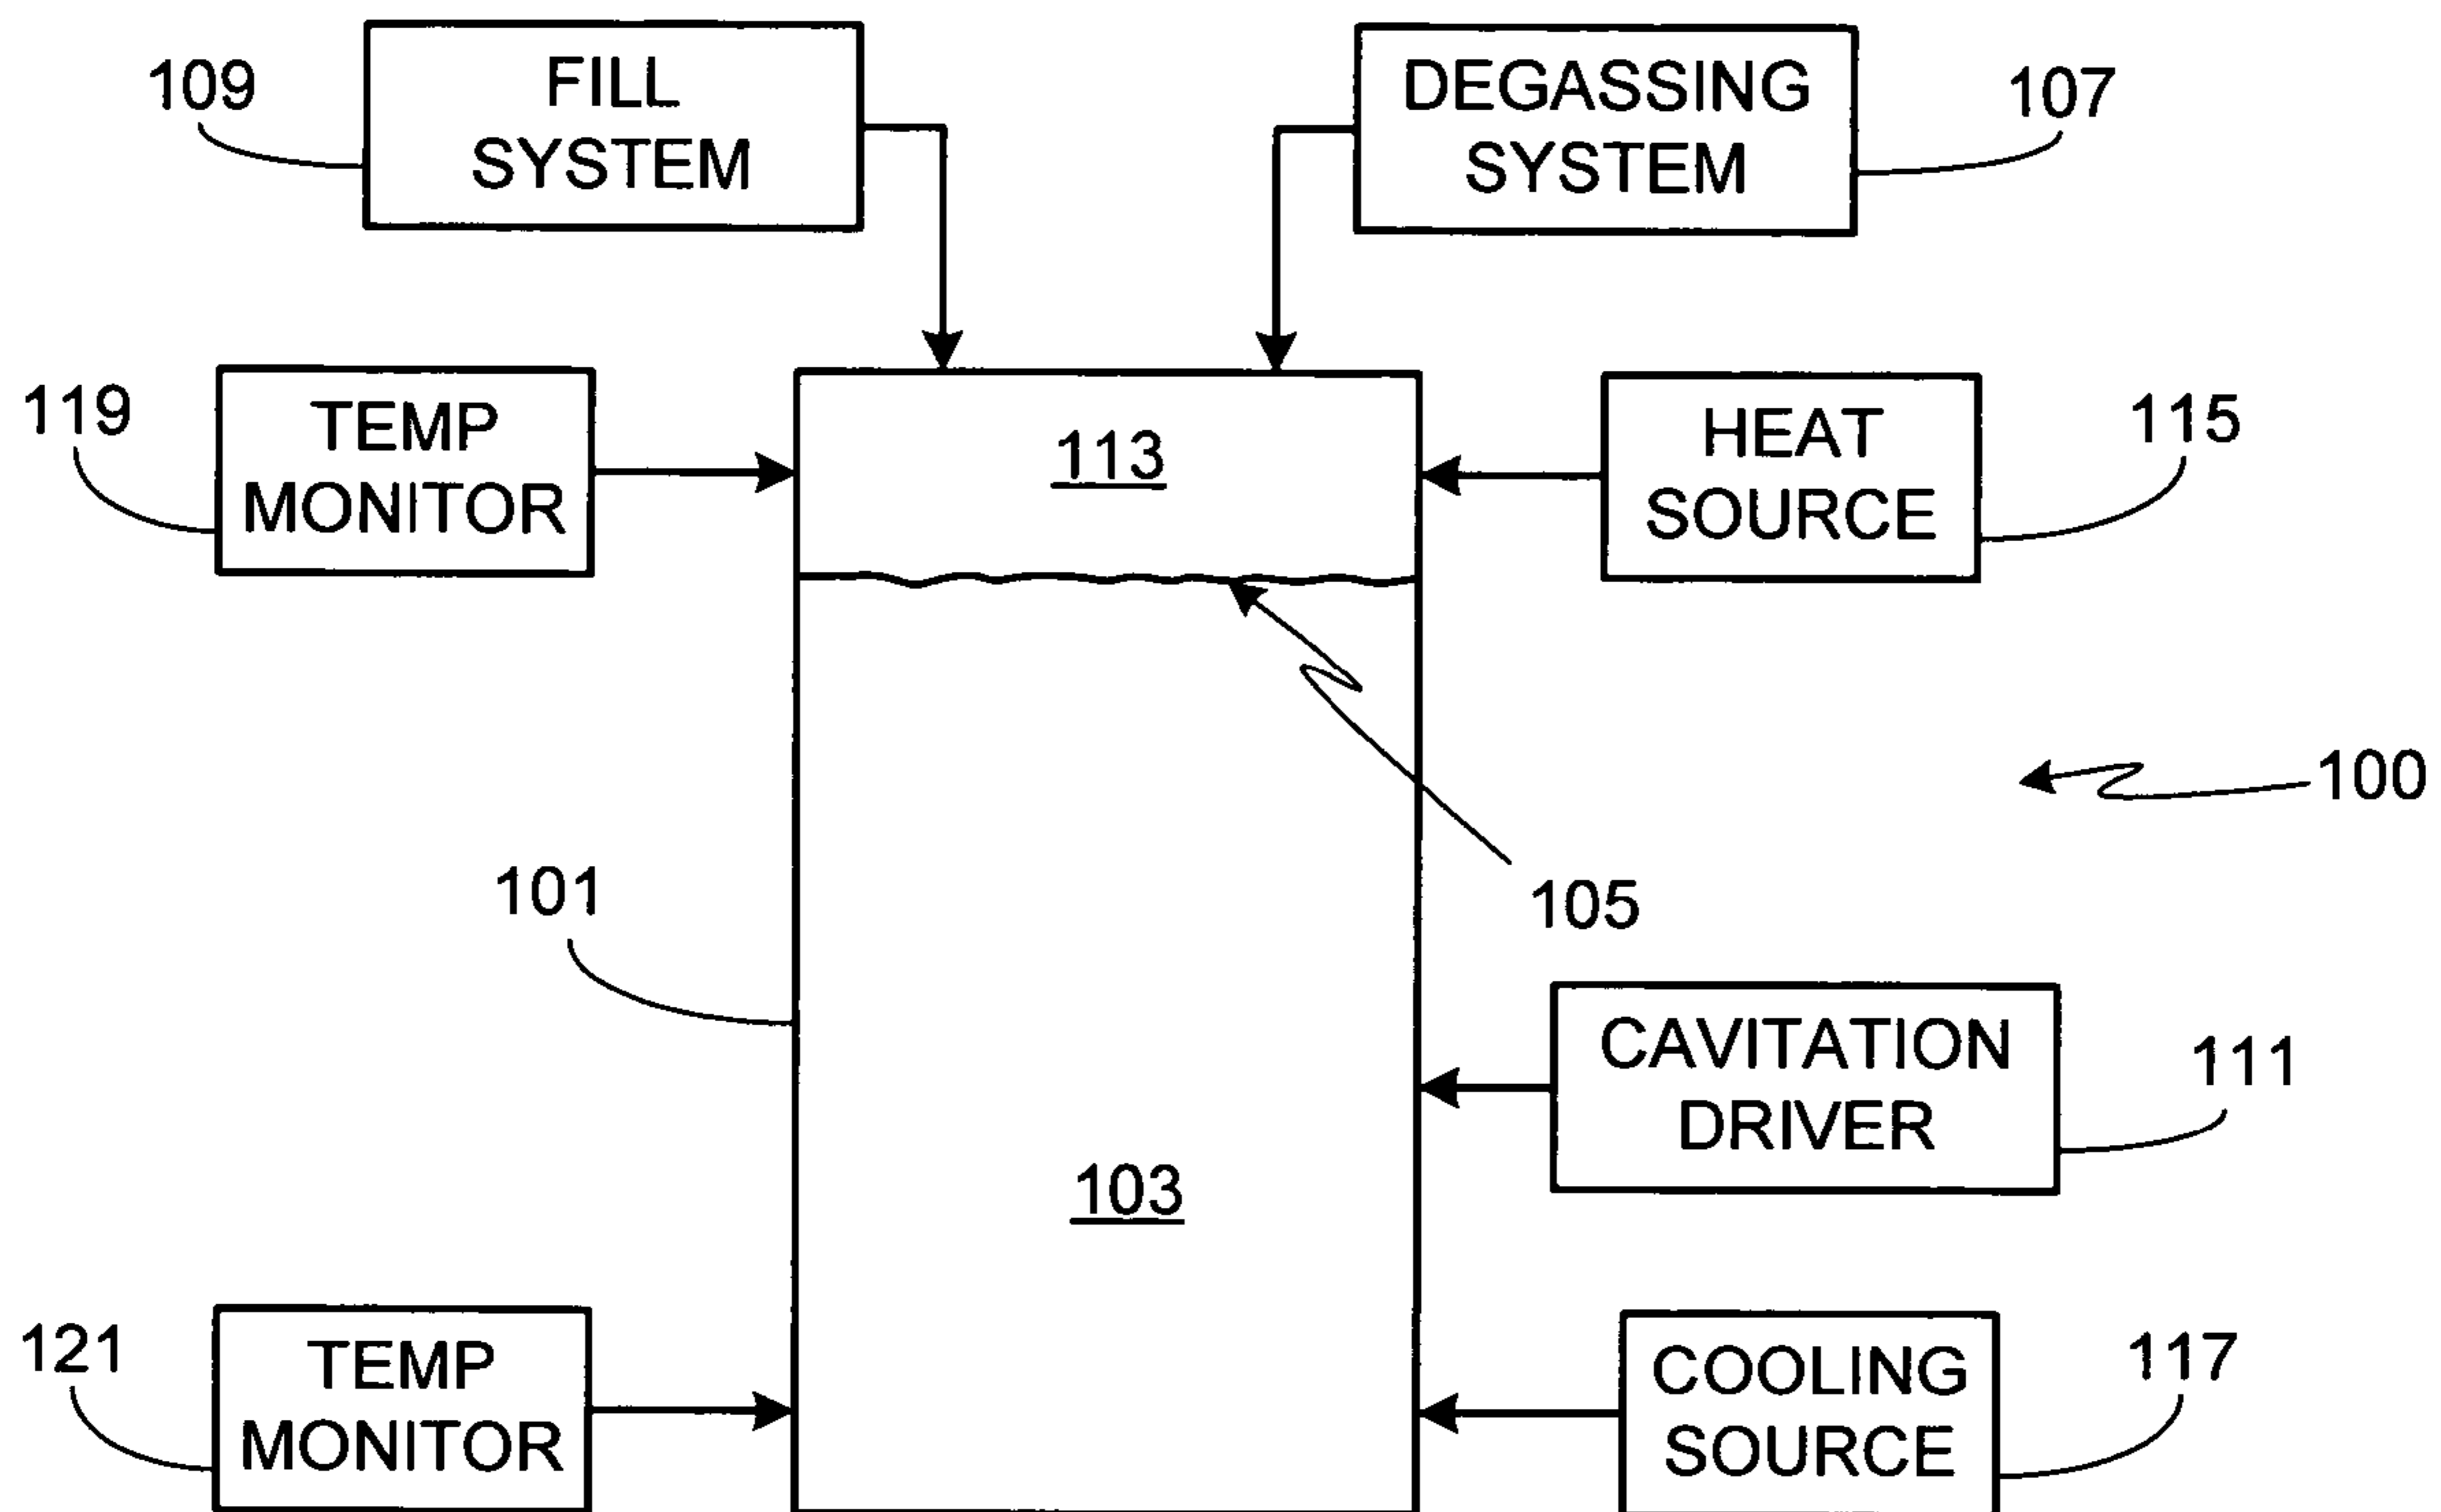 109
FILL
SYSTEM
DEGASSING
SYSTEM
107
119
TEMP
MONITOR
113
HEAT
SOURCE
115
100
101
105
CAVITATION
DRIVER
111
103
121
TEMP
MONITOR
COOLING
SOURCE
117